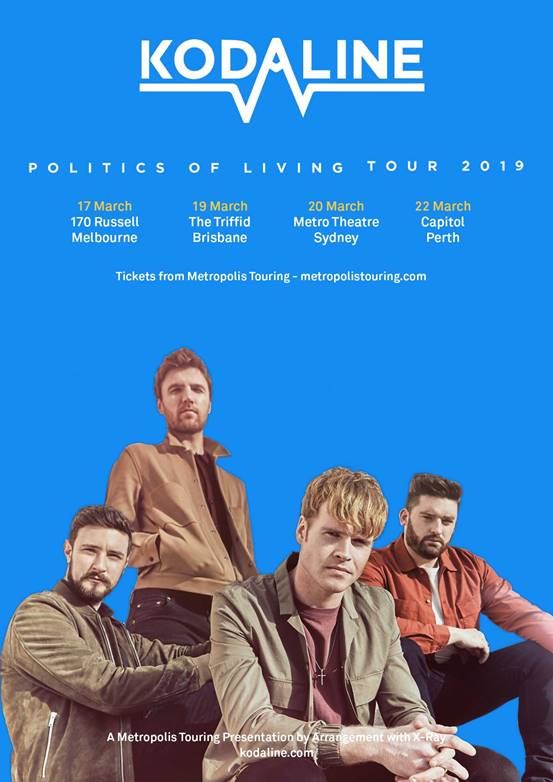 KODALINE
POLITICS OF LIVING TOUR 2019
17 March
170 Russell
Melbourne
19 March
The Triffid
Brisbane
20 March
Metro Theatre
Sydney
22 March
Capitol
Perth
Tickets from Metropolis Touring - metropolistouring.com
A Metropolis Touring Presentation by Arrangement with X-Ray
kodaline.com